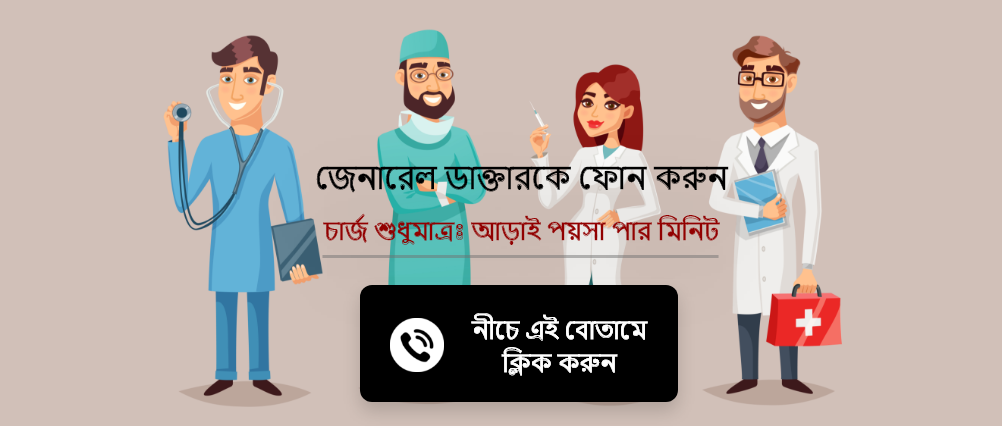 জেনারেল ডাক্তারকে ফোন করুন
চার্জ শুধুমাত্রঃ আড়াই পয়সা পার মিনিট
নীচে এই বোতামে
ক্লিক করুন